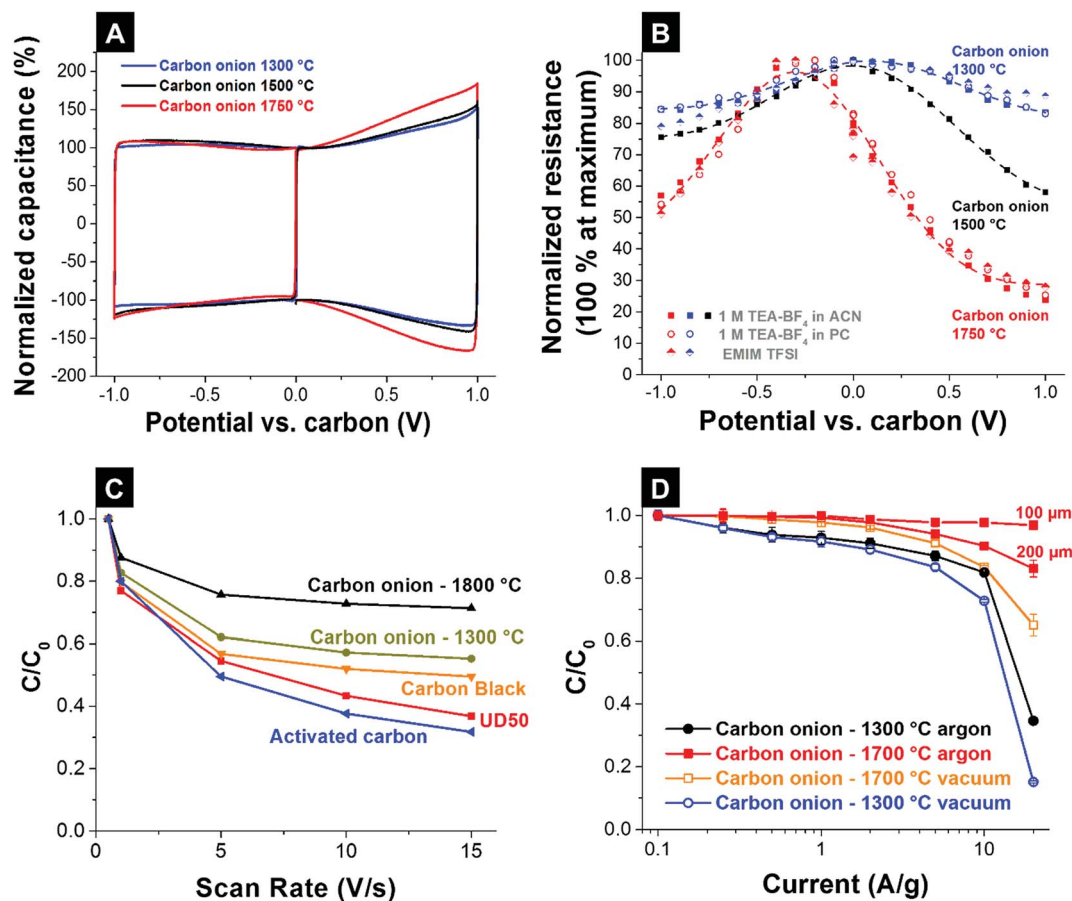 A
Normalized capacitance (%)
200
150
100
50
0
-50
-100
-150
-200
Carbon onion 1300 °C
Carbon onion 1500 °C
Carbon onion 1750 °C
-1.0 -0.5 0.0 0.5 1.0
Potential vs. carbon (V)
B
Normalized resistance
(100 % at maximum)
100
90
80
70
60
50
40
30
20
10
0
Carbon onion
1300 °C
Carbon onion
1500 °C
Carbon onion
1750 °C
1 M TEA-BF4 in ACN
1 M TEA-BF4 in PC
EMIM TFSI
-1.0 -0.5 0.0 0.5 1.0
Potential vs. carbon (V)
C
C/C0
1.0
0.8
0.6
0.4
0.2
0.0
Carbon onion - 1800 °C
Carbon onion - 1300 °C
Carbon Black
UD50
Activated carbon
0 5 10 15
Scan Rate (V/s)
D
C/C0
1.0
0.8
0.6
0.4
0.2
0.0
100 µm
200 µm
Carbon onion - 1300 °C argon
Carbon onion - 1700 °C argon
Carbon onion - 1700 °C vacuum
Carbon onion - 1300 °C vacuum
0.1 1 10
Current (A/g)